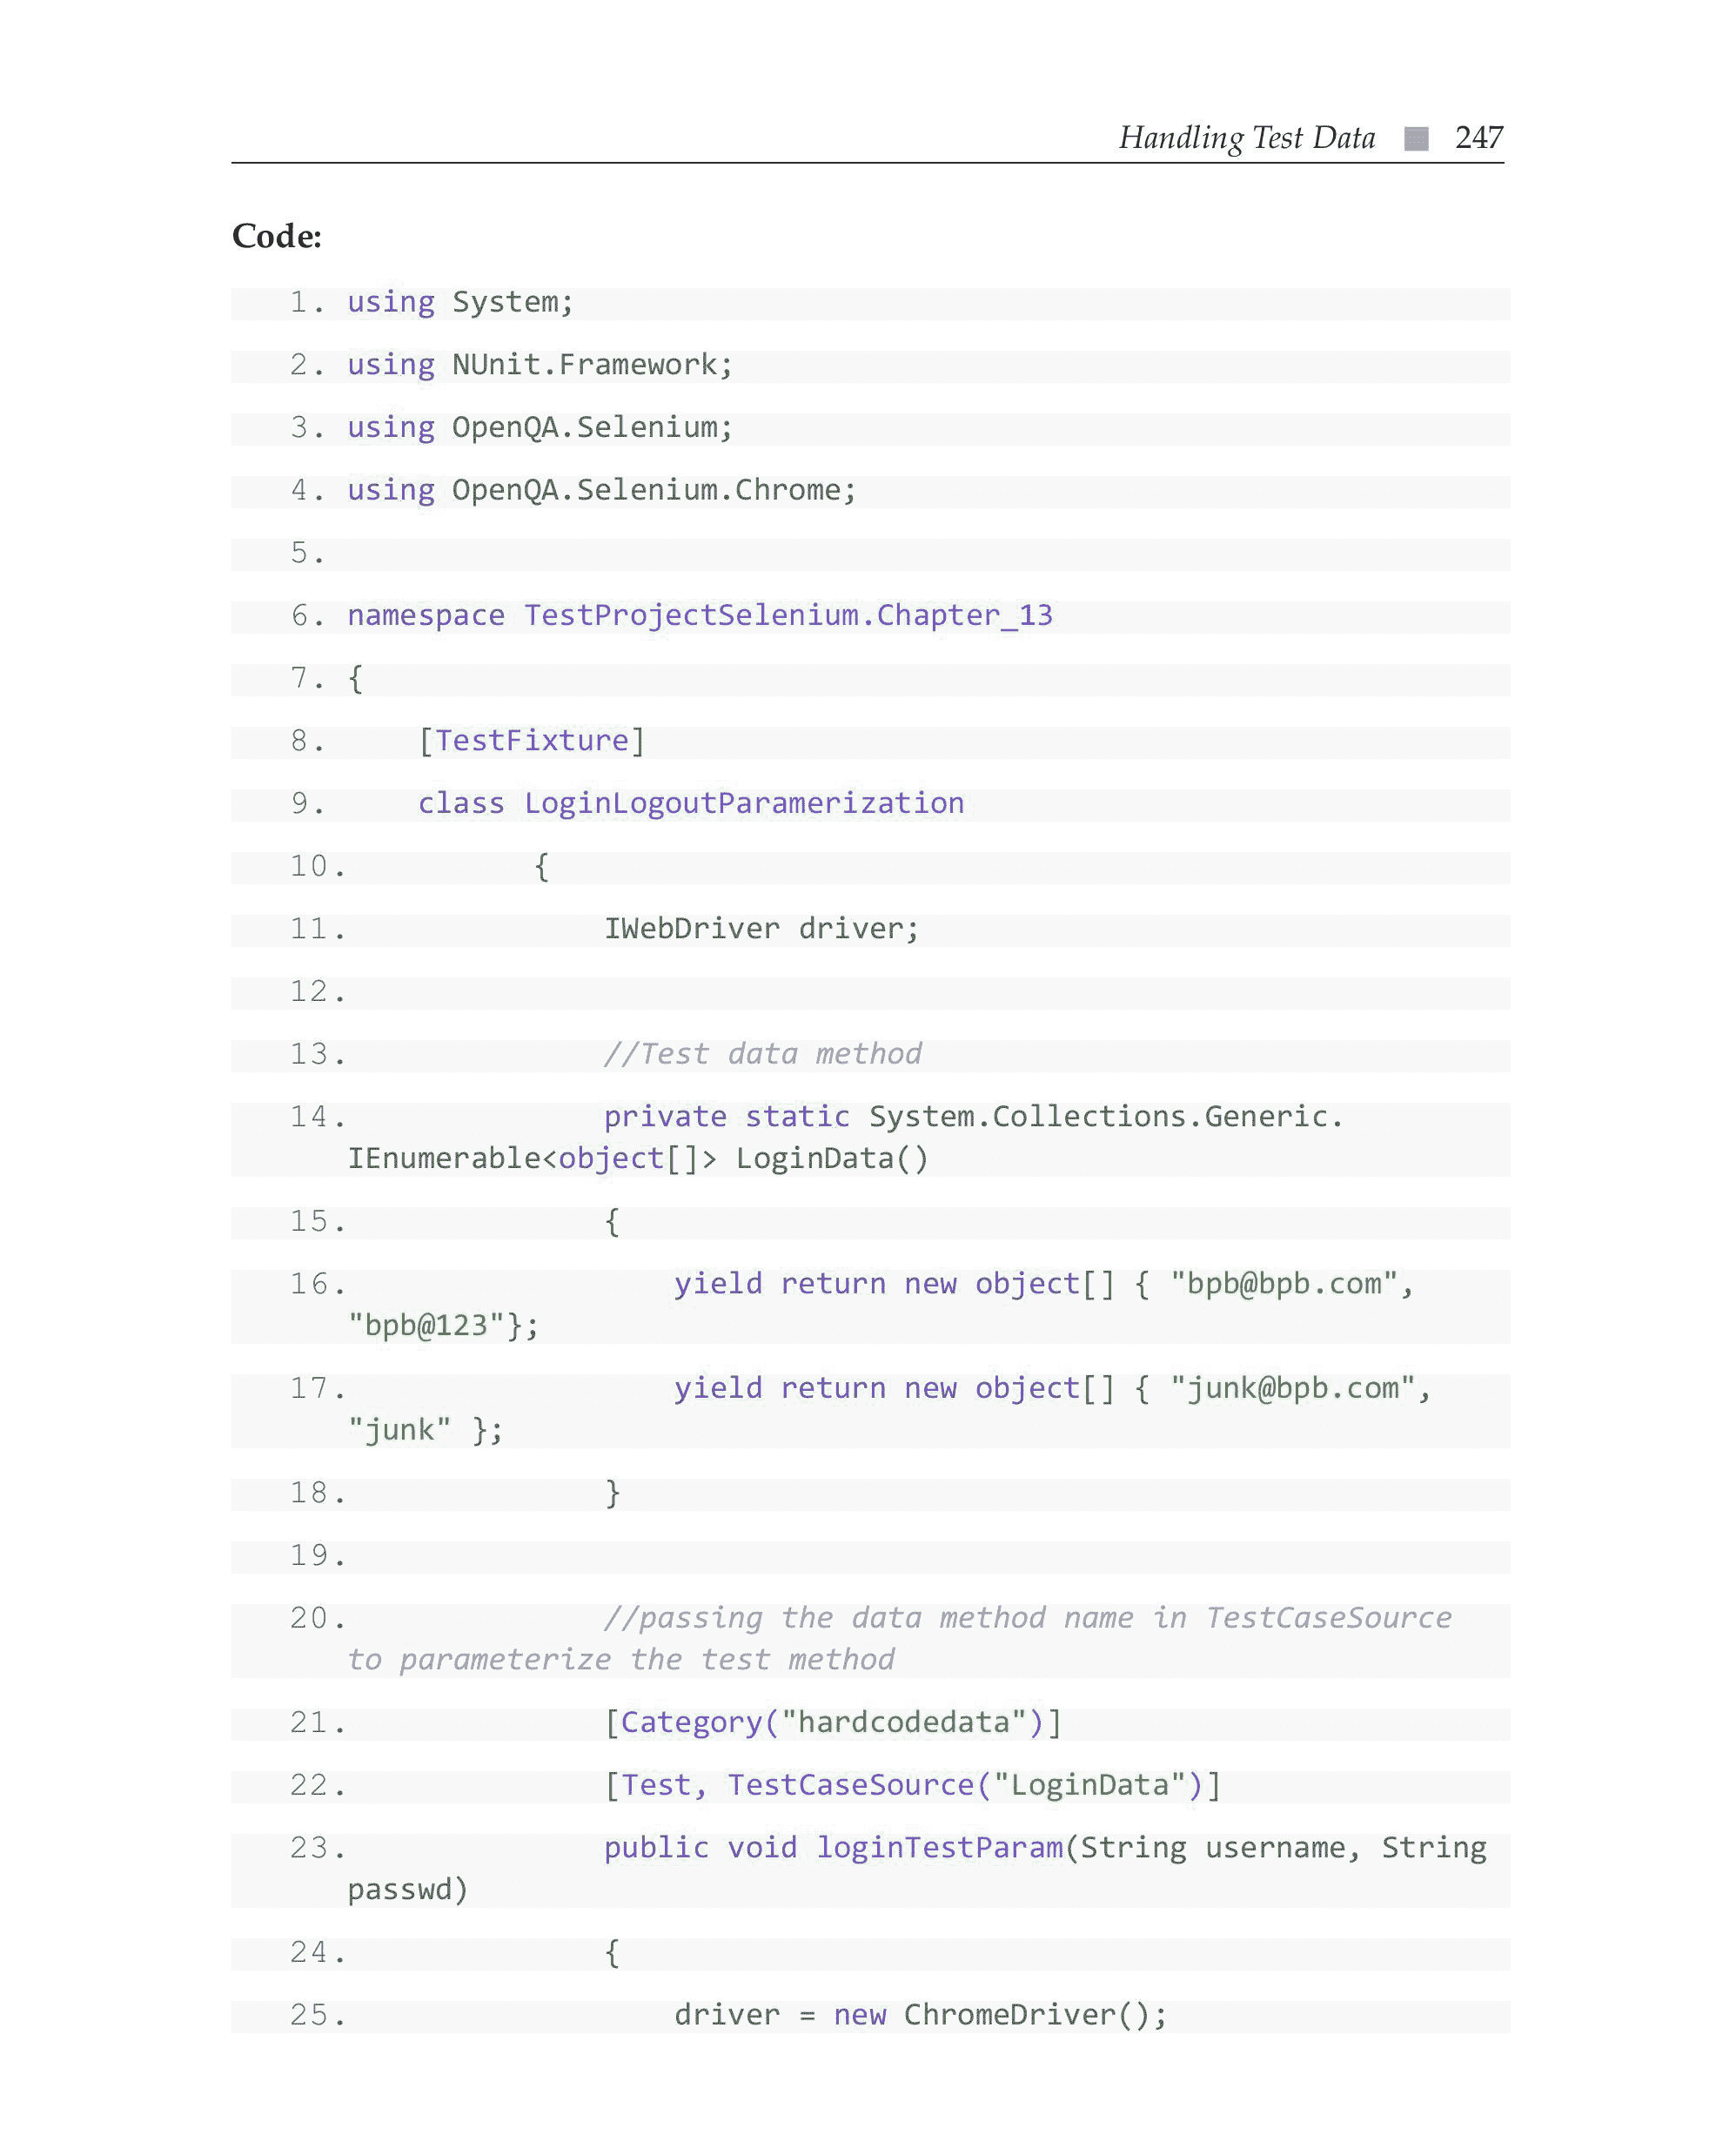 Handling Test Data 247
Code:
1. using System;
2. using NUnit.Framework;
3. using OpenQA.Selenium;
4. using OpenQA.Selenium.Chrome;
5.
6. namespace TestProjectSelenium.Chapter_13
7. {
8. [TestFixture]
9. class LoginLogoutParamerization
10. {
11. IWebDriver driver;
12.
13. //Test data method
14. private static System.Collections.Generic.
IEnumerable<object[]> LoginData()
15. {
16. yield return new object[] { "bpb@bpb.com",
"bpb@123"};
17. yield return new object[] { "junk@bpb.com",
"junk" };
18. }
19.
20. //passing the data method name in TestCaseSource
to parameterize the test method
21. [Category("hardcodedata")]
22. [Test, TestCaseSource("LoginData")]
23. public void loginTestParam(String username, String
passwd)
24. {
25. driver = new ChromeDriver();